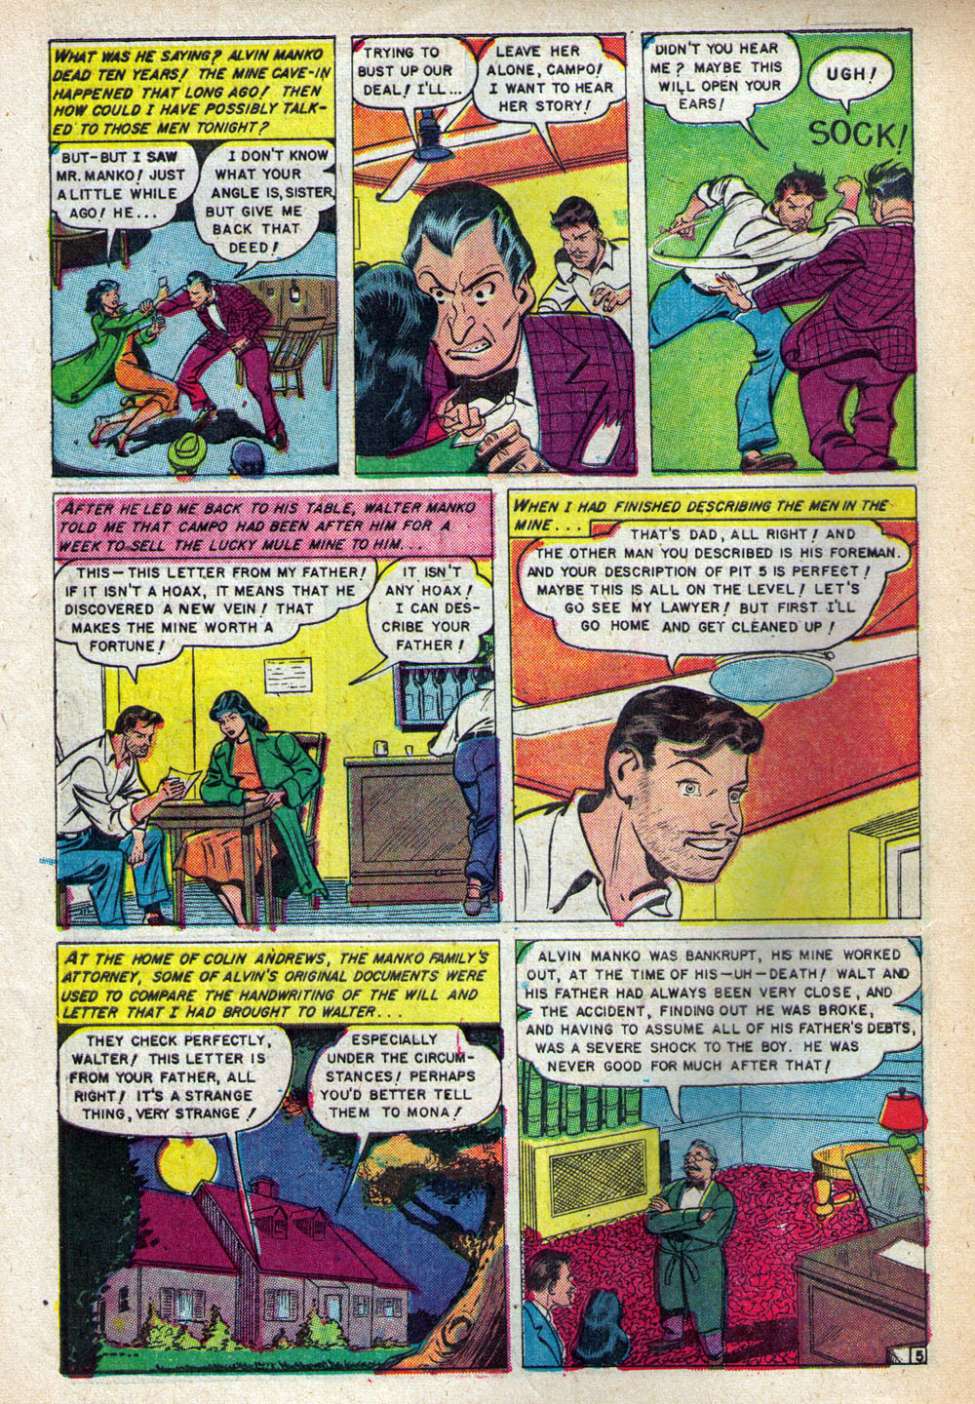 WHAT WAS HE SAYING? ALVIN MANKO
DEAD TEN YEARS! THE MINE CAVE-IN
HAPPENED THAT LONG AGO! THEN
HOW COULD I HAVE POSSIBLY TALK-
ED TO THOSE MEN TONIGHT?
BUT-BUT I SAW
MR. MANKO! JUST
A LITTLE WHILE
AGO! HE...
I DON'T KNOW
WHAT YOUR
ANGLE IS, SISTER,
BUT GIVE ME
BACK THAT
DEED!
TRYING TO
BUST UP OUR
DEAL! I'LL...
LEAVE HER
ALONE, CAMPO!
I WANT TO HEAR
HER STORY!
DIDN'T YOU HEAR
ME? MAYBE THIS
WILL OPEN YOUR
EARS!
UGH!
SOCK!
AFTER HE LED ME BACK TO HIS TABLE, WALTER MANKO
TOLD ME THAT CAMPO HAD BEEN AFTER HIM FOR A
WEEK TO SELL THE LUCKY MULE MINE TO HIM...
THIS-THIS LETTER FROM MY FATHER!
IF IT ISN'T A HOAX, IT MEANS THAT HE
DISCOVERED A NEW VEIN! THAT
MAKES THE MINE WORTH A
FORTUNE!
IT ISN'T
ANY HOAX!
I CAN DES-
CRIBE YOUR
FATHER!
WHEN I HAD FINISHED DESCRIBING THE MEN IN THE
MINE...
THAT'S DAD, ALL RIGHT! AND
THE OTHER MAN YOU DESCRIBED IS HIS FOREMAN.
AND YOUR DESCRIPTION OF PIT 5 IS PERFECT!
MAYBE THIS IS ALL ON THE LEVEL! LET'S
GO SEE MY LAWYER! BUT FIRST I'LL
GO HOME AND GET CLEANED UP!
AT THE HOME OF COLIN ANDREWS, THE MANKO FAMILY'S
ATTORNEY, SOME OF ALVIN'S ORIGINAL DOCUMENTS WERE
USED TO COMPARE THE HANDWRITING OF THE WILL AND
LETTER THAT I HAD BROUGHT TO WALTER...
THEY CHECK PERFECTLY,
WALTER! THIS LETTER IS
FROM YOUR FATHER, ALL
RIGHT! IT'S A STRANGE
THING, VERY STRANGE!
ESPECIALLY
UNDER THE CIRCUM-
STANCES! PERHAPS
YOU'D BETTER TELL
THEM TO MONA!
ALVIN MANKO WAS BANKRUPT, HIS MINE WORKED
OUT, AT THE TIME OF HIS-UH-DEATH! WALT AND
HIS FATHER HAD ALWAYS BEEN VERY CLOSE, AND
THE ACCIDENT, FINDING OUT HE WAS BROKE,
AND HAVING TO ASSUME ALL OF HIS FATHER'S DEBTS,
WAS A SEVERE SHOCK TO THE BOY. HE WAS
NEVER GOOD FOR MUCH AFTER THAT!
5